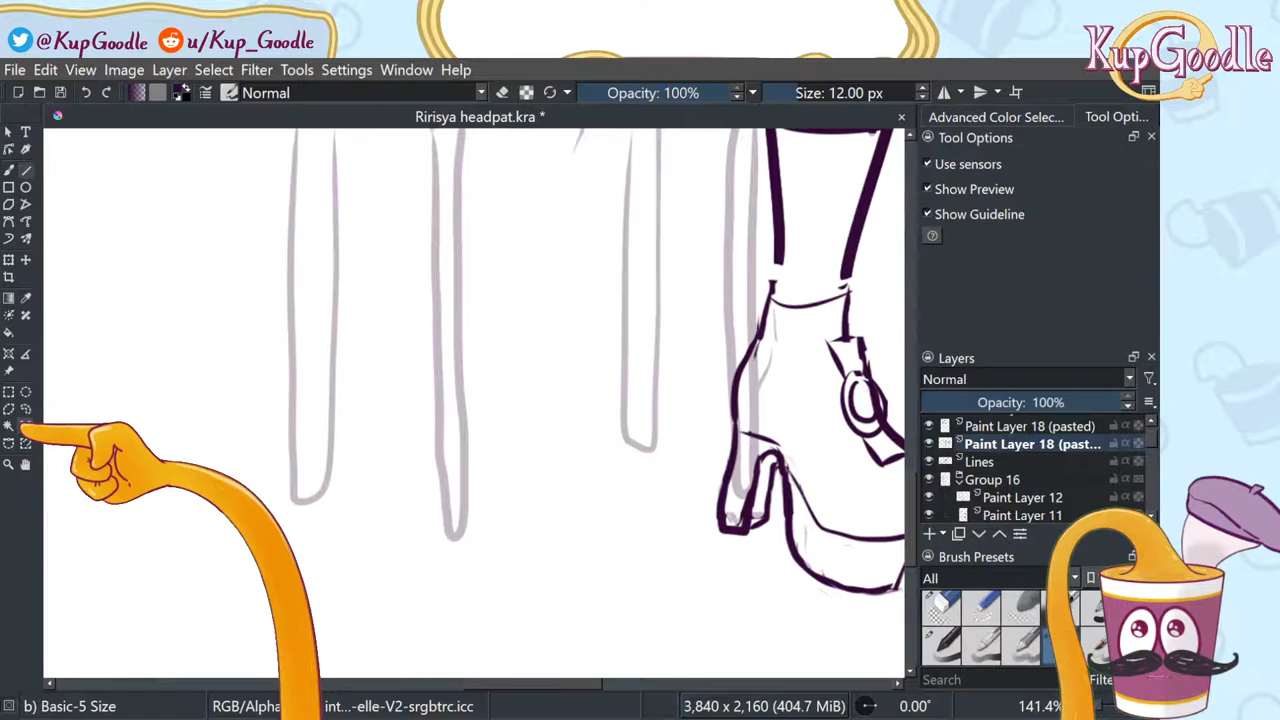 @KupGoodle u/Kup_Goodle
KupGoodle
File Edit View Image Layer Select Filter Tools Settings Window Help
Normal Opacity: 100% Size: 12.00 px
Ririsya headpat.kra *
Advanced Color Selec... Tool Opti...
Tool Options
Use sensors
Show Preview
Show Guideline
Layers
Normal
Opacity: 100%
Paint Layer 18 (pasted)
Paint Layer 18 (past...
Lines
Group 16
Paint Layer 12
Paint Layer 11
Brush Presets
All
Search
b) Basic-5 Size RGB/Alpha int...-elle-V2-srgbtrc.icc 3,840 x 2,160 (404.7 MiB) 0.00° 141.4%